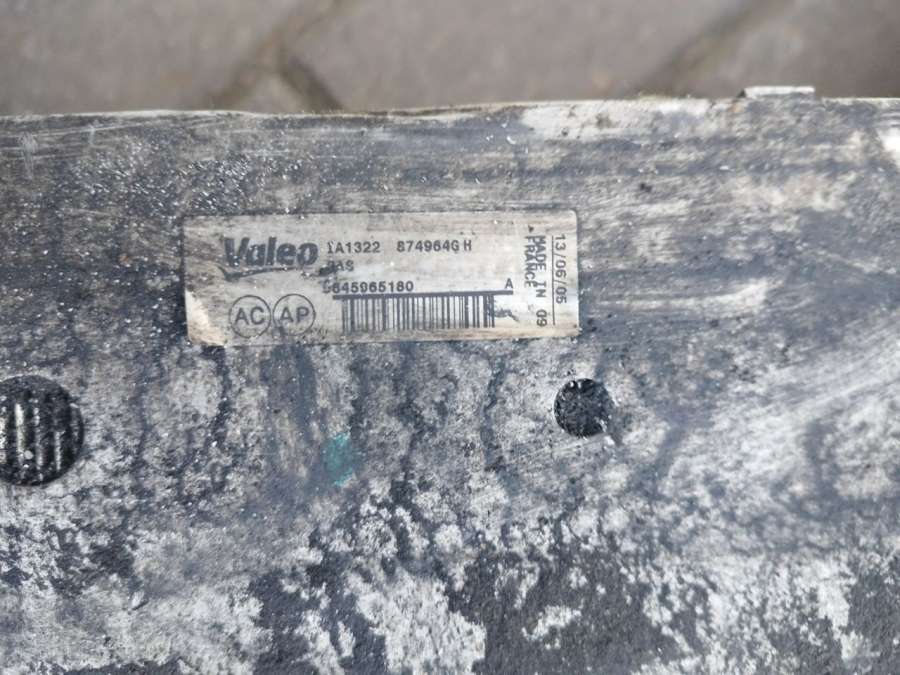 Valeo
1A1322 874964G H
9645965180 A
AC AP
MADE IN
FRANCE 09
13/06/05